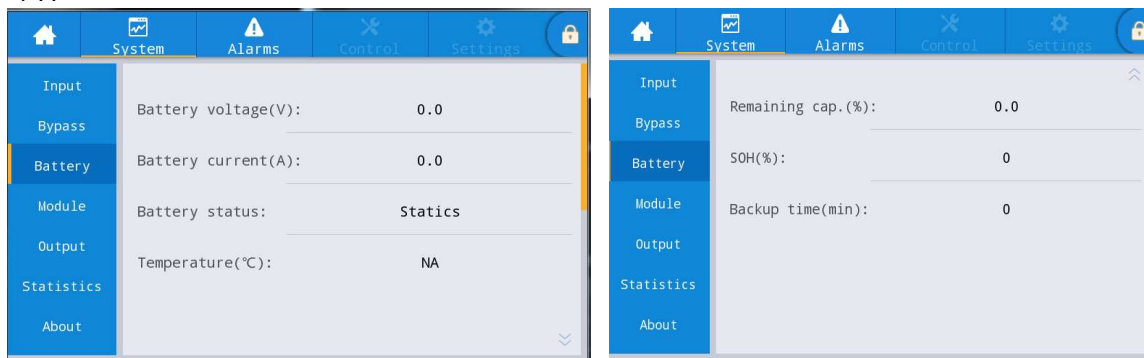 System Alarms Control Settings
Input
Bypass
Battery
Module
Output
Statistics
About
Battery voltage(V): 0.0
Battery current(A): 0.0
Battery status: Statics
Temperature(℃): NA
System Alarms Control Settings
Input
Bypass
Battery
Module
Output
Statistics
About
Remaining cap.(%): 0.0
SOH(%): 0
Backup time(min): 0